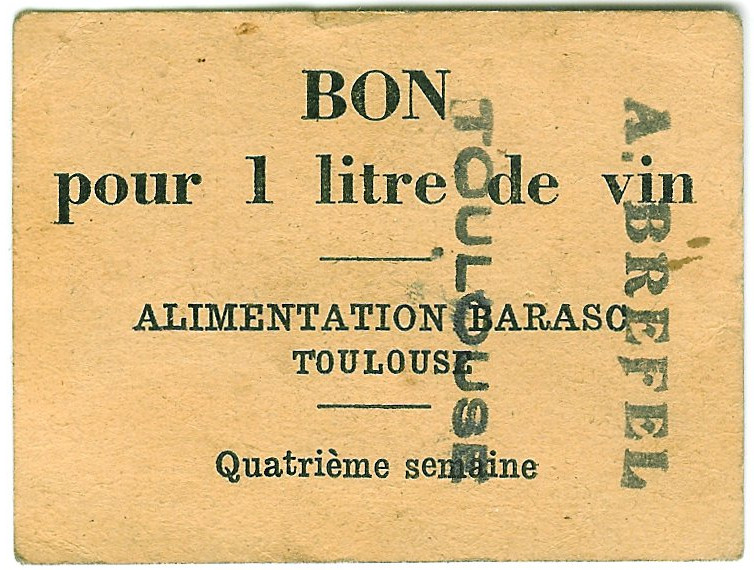 BON
pour 1 litre de vin
ALIMENTATION BARASC
TOULOUSE
Quatrième semaine
TOULOUSE
A. BREFEL